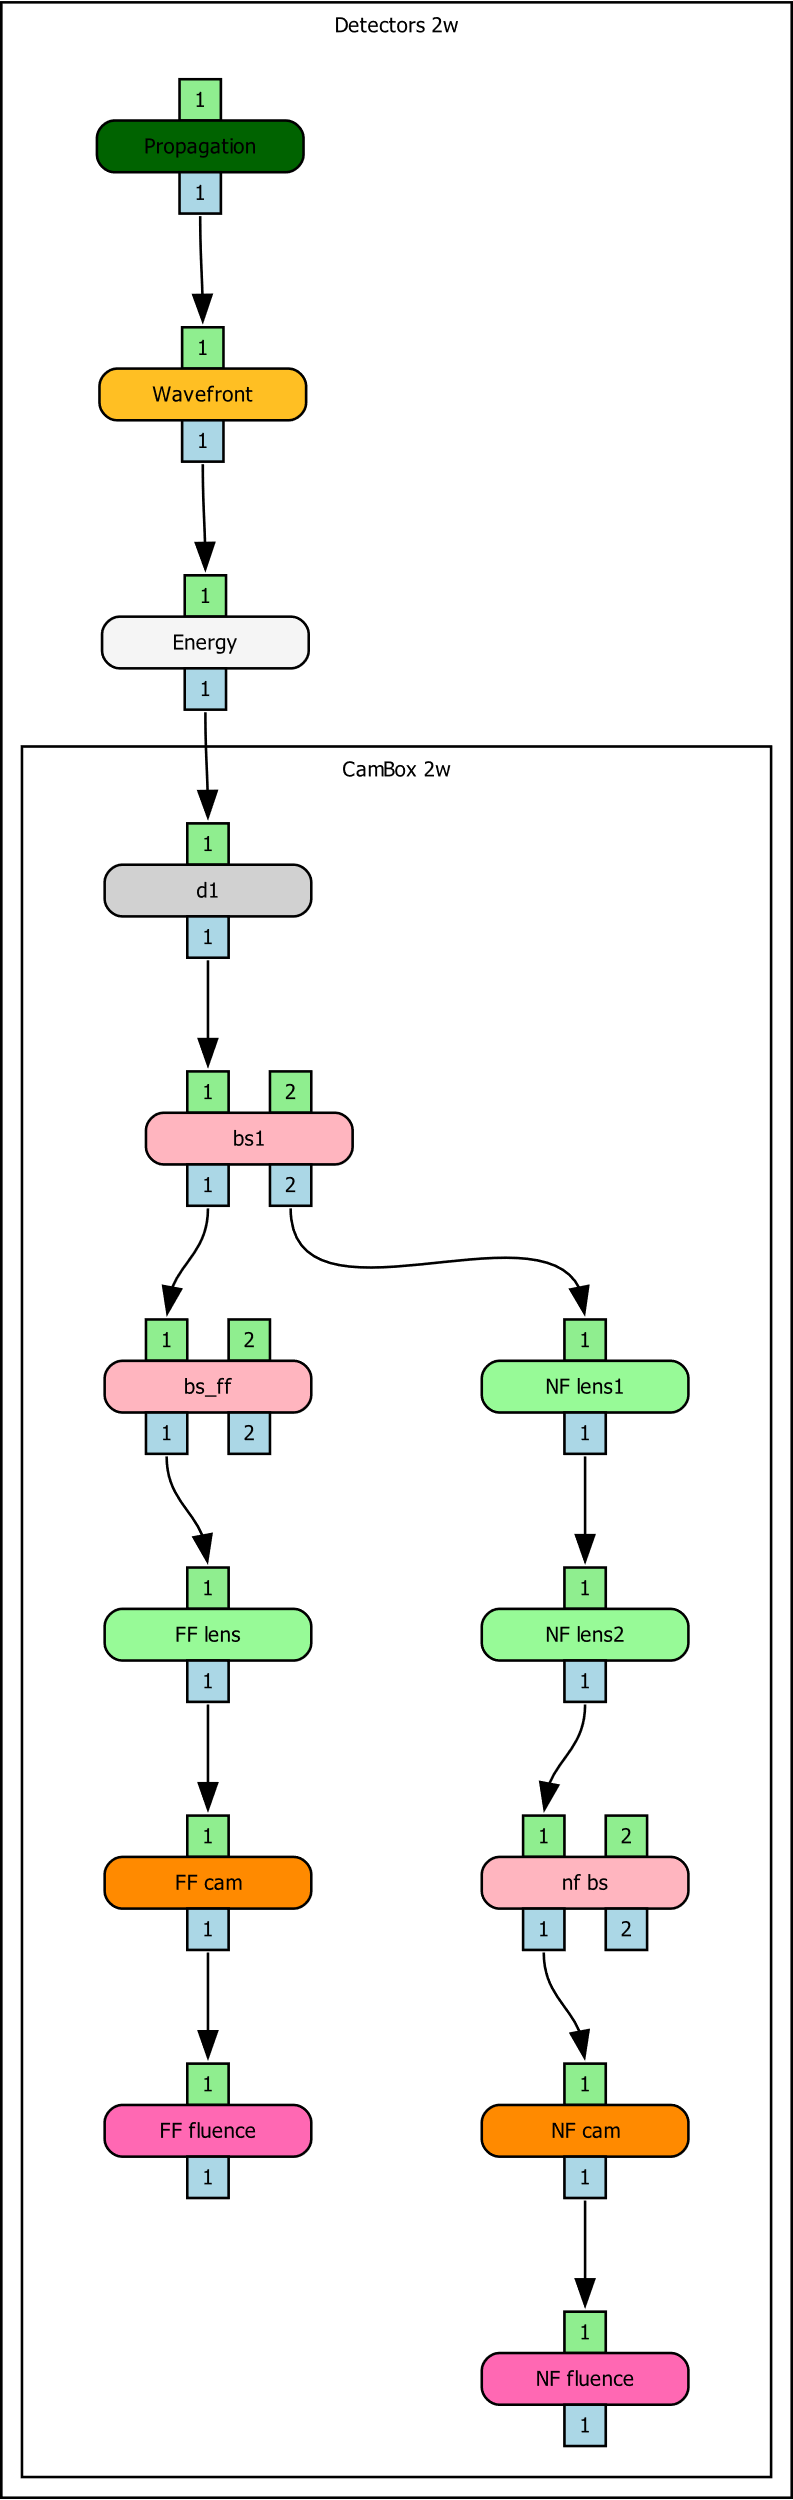 Detectors 2w
1
Propagation
1
1
Wavefront
1
1
Energy
1
CamBox 2w
1
d1
1
1 2
bs1
1 2
1 2
bs_ff
1 2
1
NF lens1
1
1
FF lens
1
1
NF lens2
1
1
FF cam
1
1 2
nf bs
1 2
1
FF fluence
1
1
NF cam
1
1
NF fluence
1